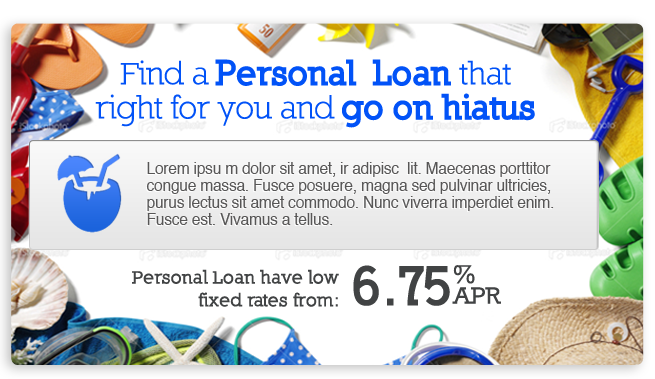 50
Find a Personal Loan that
right for you and go on hiatus
Lorem ipsu m dolor sit amet, ir adipisc lit. Maecenas porttitor
congue massa. Fusce posuere, magna sed pulvinar ultricies,
purus lectus sit amet commodo. Nunc viverra imperdiet enim.
Fusce est. Vivamus a tellus.
Personal Loan have low
fixed rates from:
6.75% APR